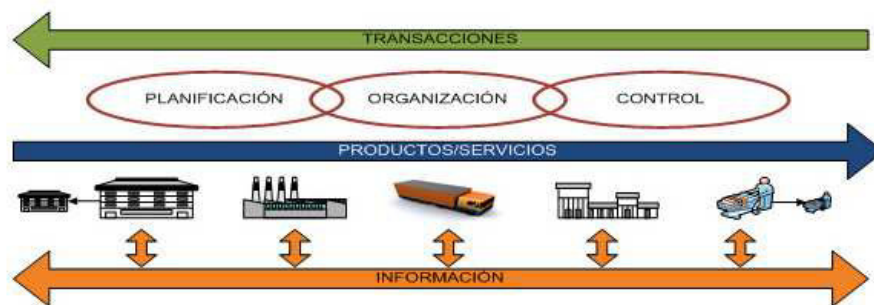 TRANSACCIONES
PLANIFICACIÓN ORGANIZACIÓN CONTROL
PRODUCTOS/SERVICIOS
INFORMACIÓN